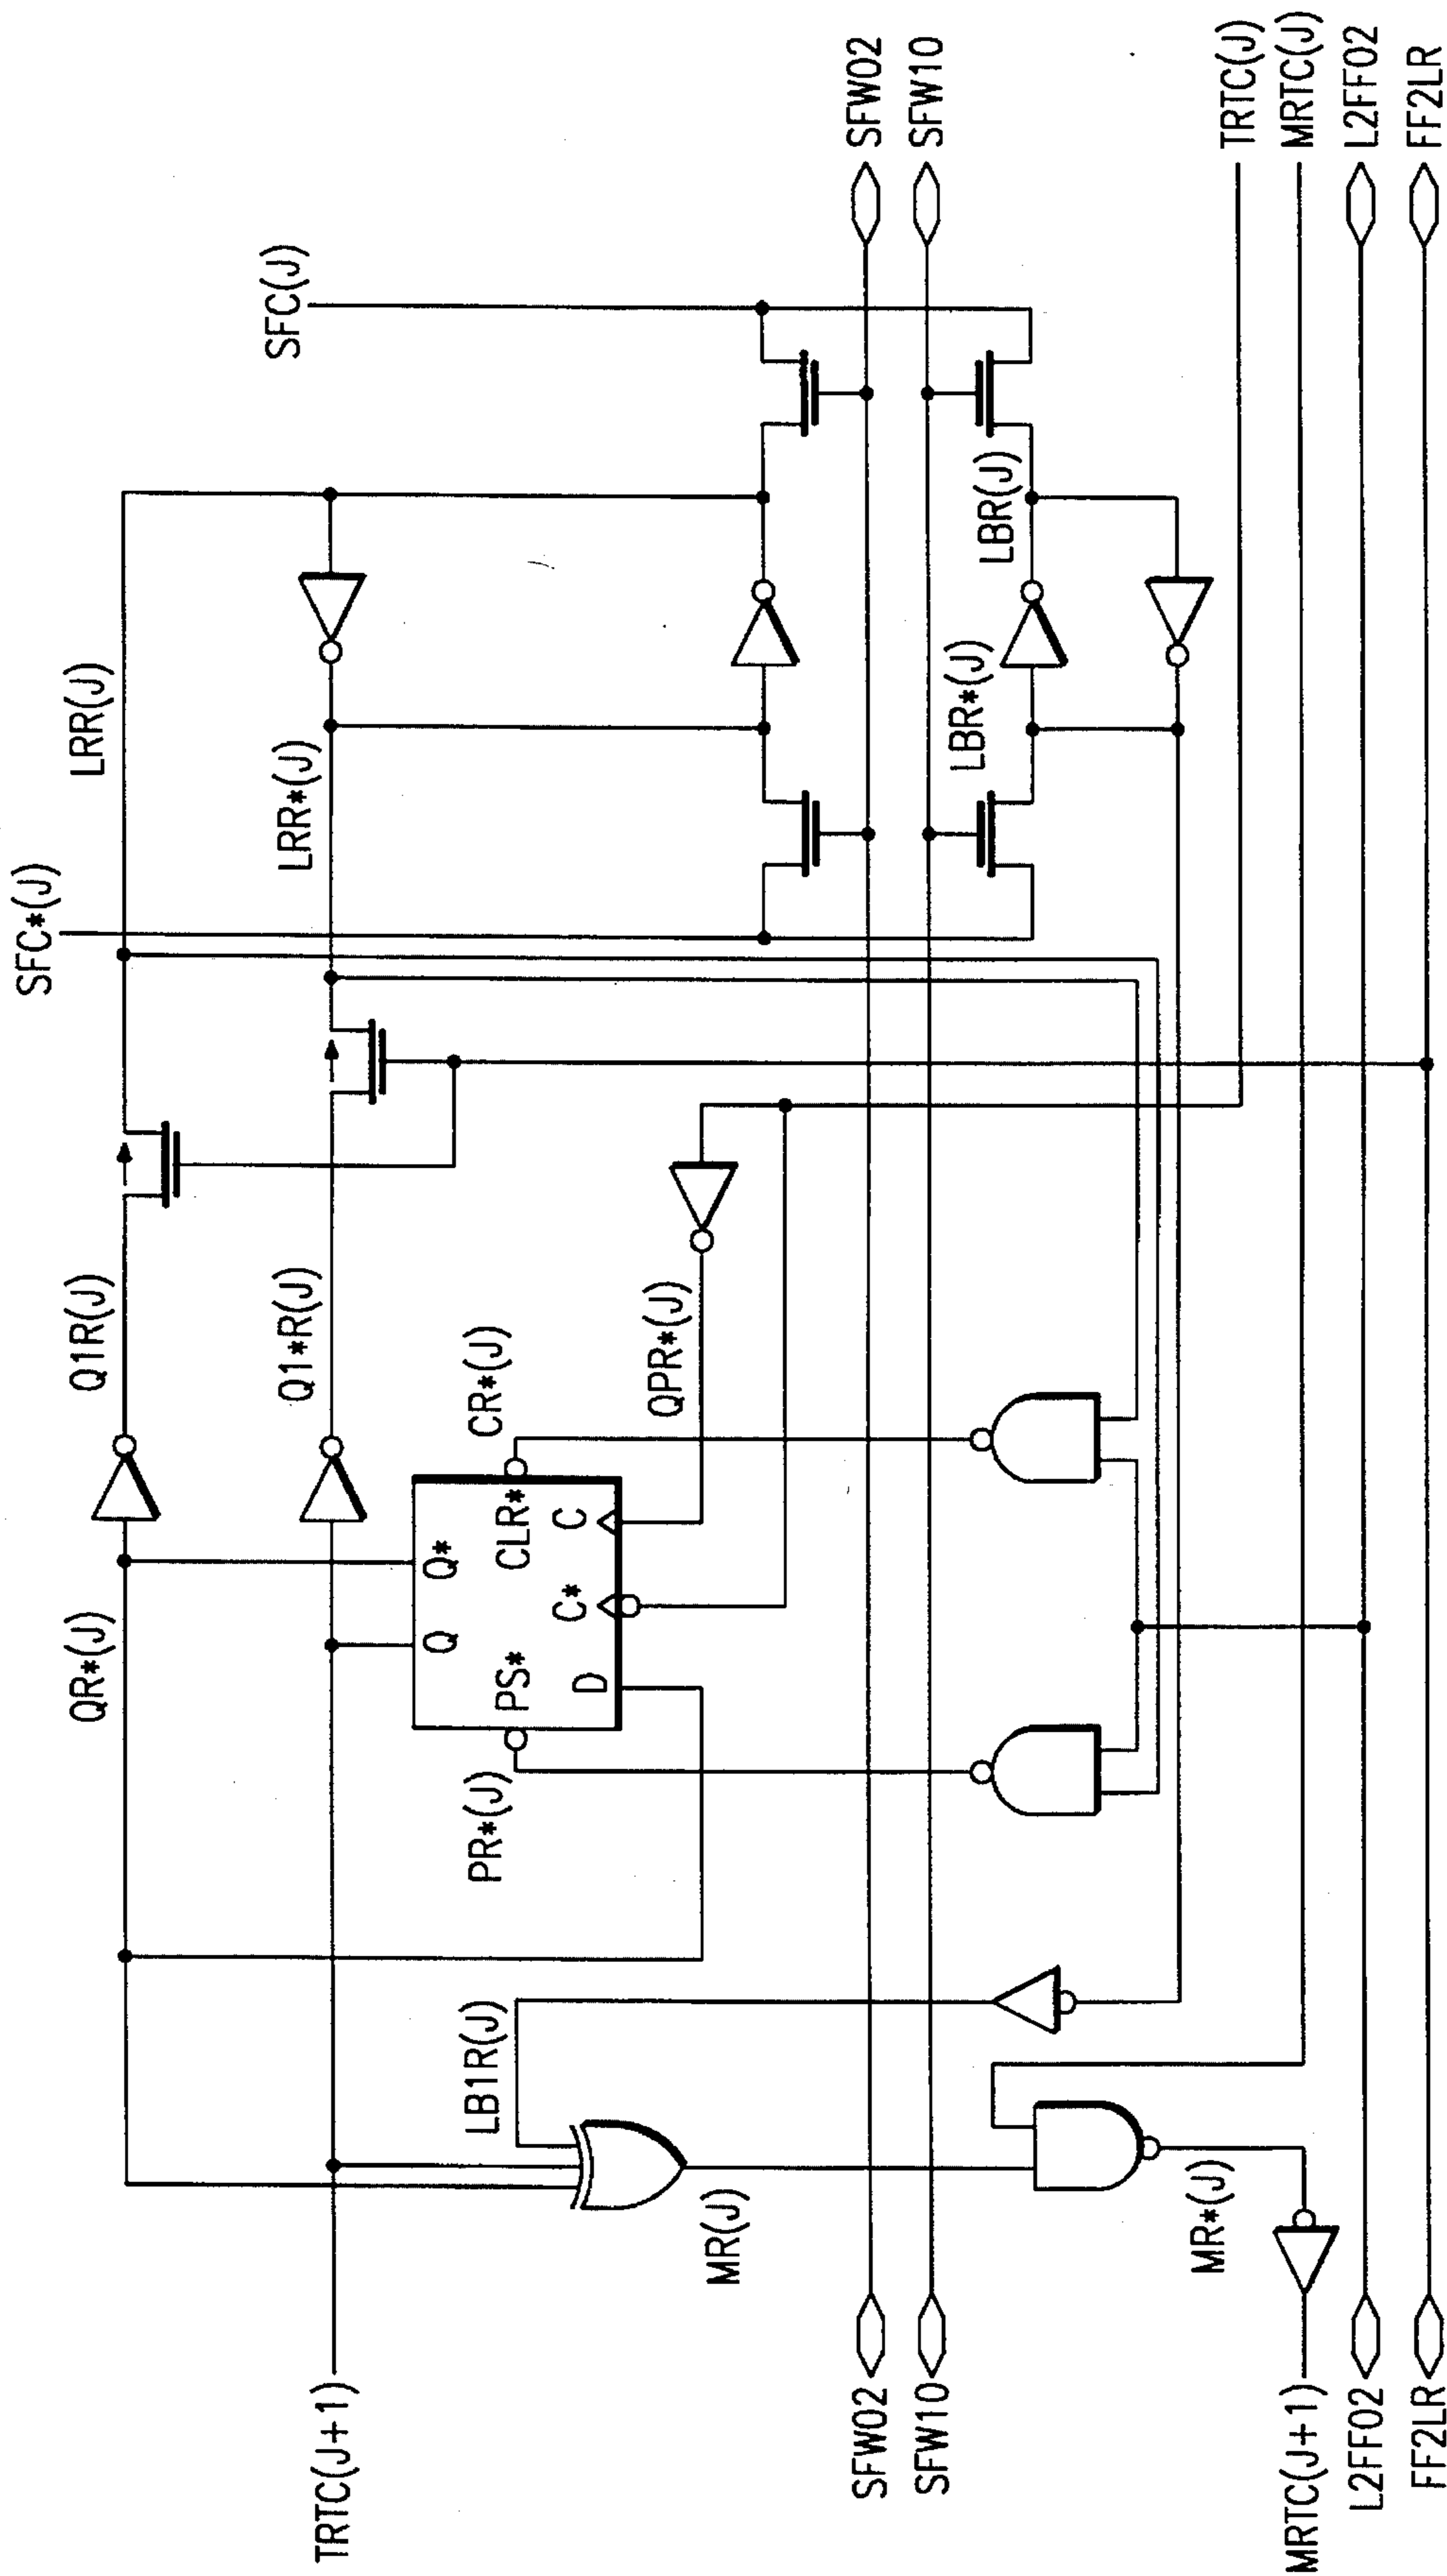 SFC*(J)
SFC(J)
QR*(J)
Q1R(J)
LRR(J)
Q1*R(J)
LRR*(J)
TRTC(J+1)
Q
Q*
PR*(J)
PS*
CLR*
CR*(J)
D
C*
C
QPR*(J)
LB1R(J)
MR(J)
SFW02
SFW02
SFW10
SFW10
LBR*(J)
LBR(J)
MR*(J)
TRTC(J)
MRTC(J+1)
MRTC(J)
L2FF02
L2FF02
FF2LR
FF2LR